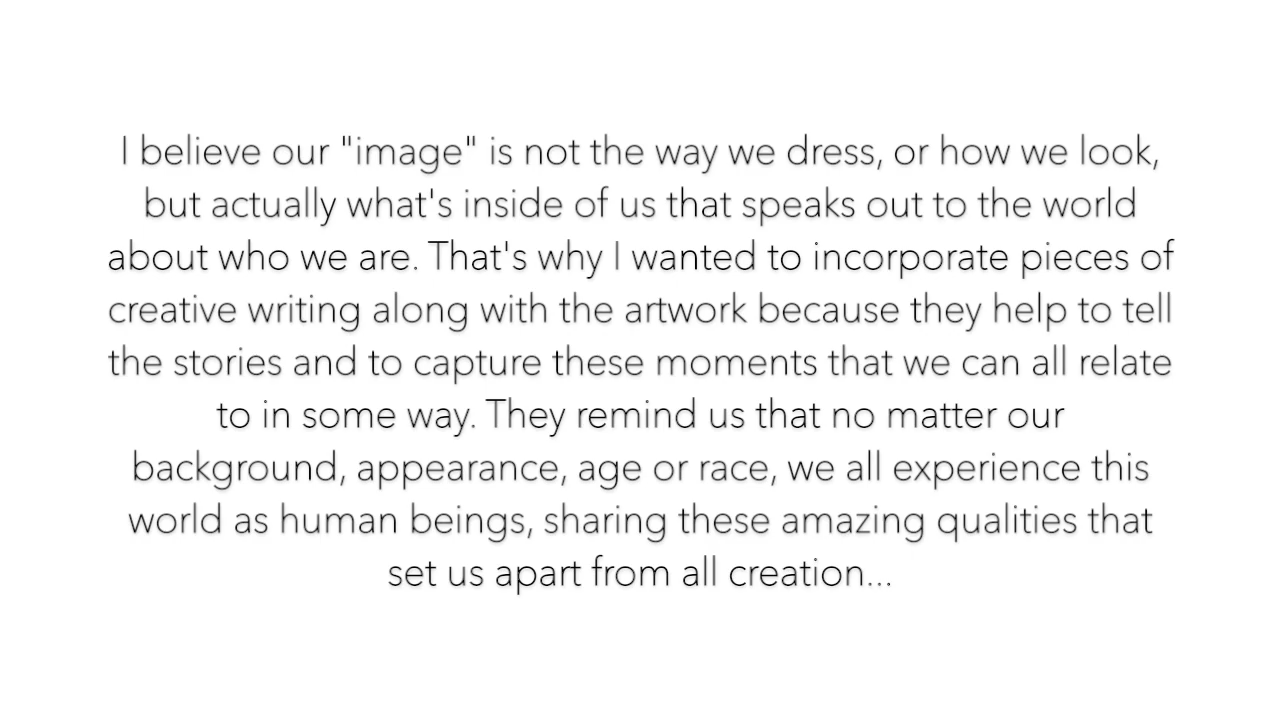 I believe our "image" is not the way we dress, or how we look,
but actually what's inside of us that speaks out to the world
about who we are. That's why I wanted to incorporate pieces of
creative writing along with the artwork because they help to tell
the stories and to capture these moments that we can all relate
to in some way. They remind us that no matter our
background, appearance, age or race, we all experience this
world as human beings, sharing these amazing qualities that
set us apart from all creation...